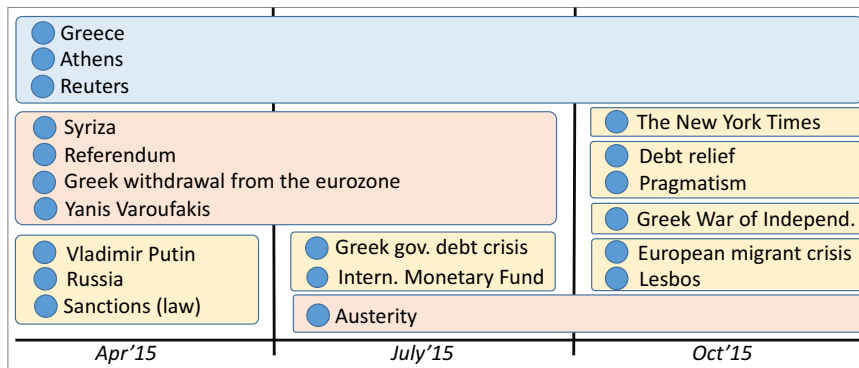 Greece
Athens
Reuters
Syriza
Referendum
Greek withdrawal from the eurozone
Yanis Varoufakis
Vladimir Putin
Russia
Sanctions (law)
Greek gov. debt crisis
Intern. Monetary Fund
Austerity
The New York Times
Debt relief
Pragmatism
Greek War of Independ.
European migrant crisis
Lesbos
Apr'15
July'15
Oct'15